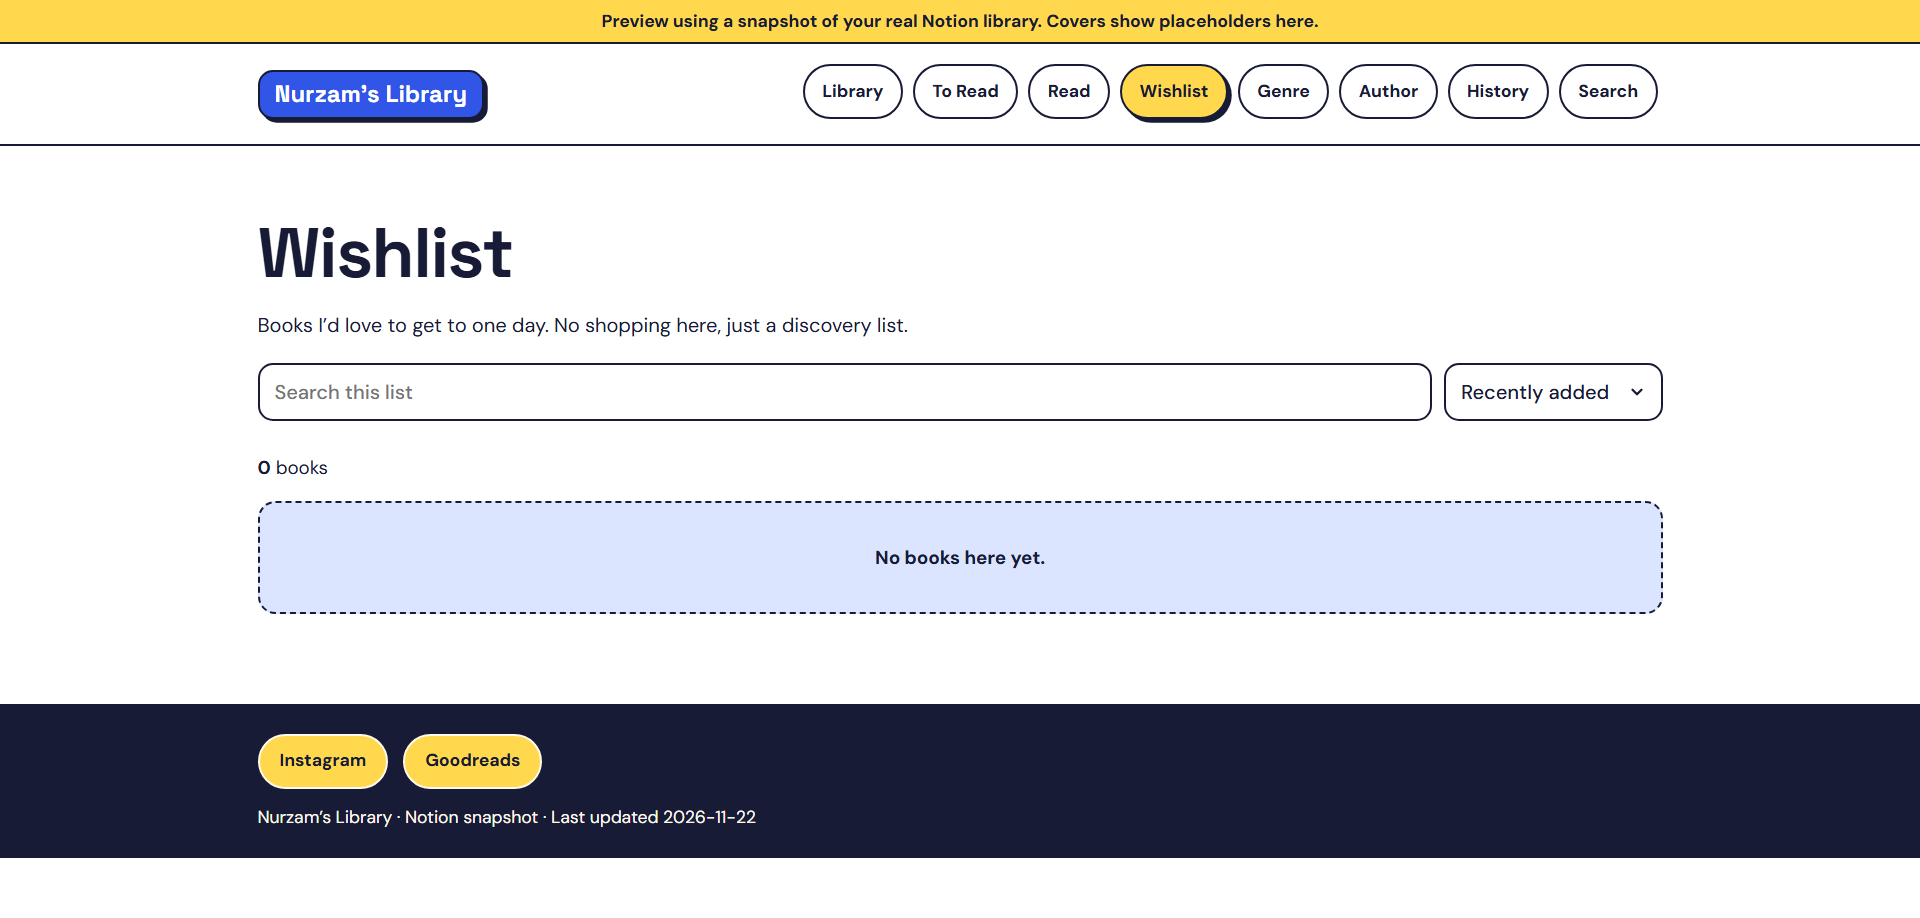 Preview using a snapshot of your real Notion library. Covers show placeholders here.
Nurzam’s Library
Library
To Read
Read
Wishlist
Genre
Author
History
Search
Wishlist
Books I’d love to get to one day. No shopping here, just a discovery list.
Search this list
Recently added
0 books
No books here yet.
Instagram
Goodreads
Nurzam’s Library · Notion snapshot · Last updated 2026-11-22